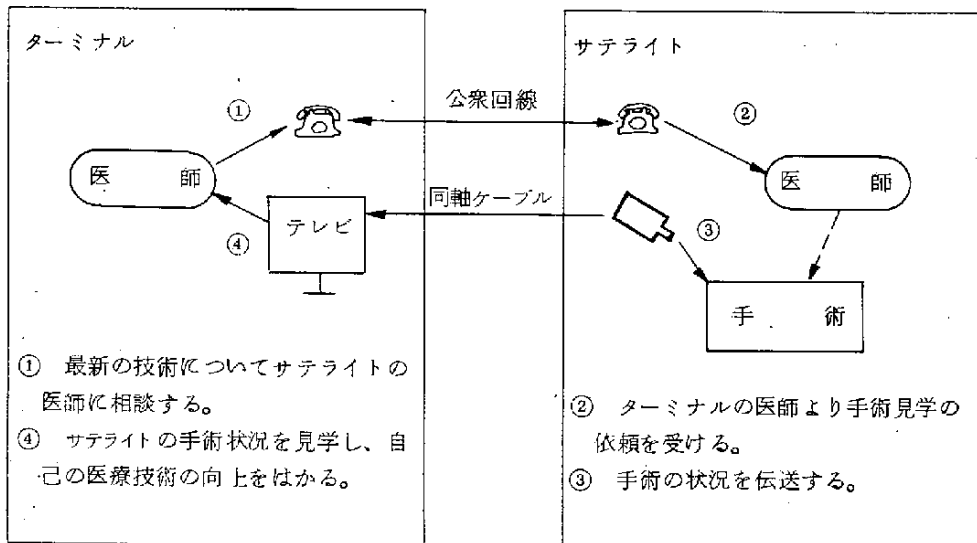 ターミナル
サテライト
①
公衆回線
②
医師
医師
同軸ケーブル
④
テレビ
③
手術
① 最新の技術についてサテライトの
医師に相談する。
④ サテライトの手術状況を見学し、自
己の医療技術の向上をはかる。
② ターミナルの医師より手術見学の
依頼を受ける。
③ 手術の状況を伝送する。